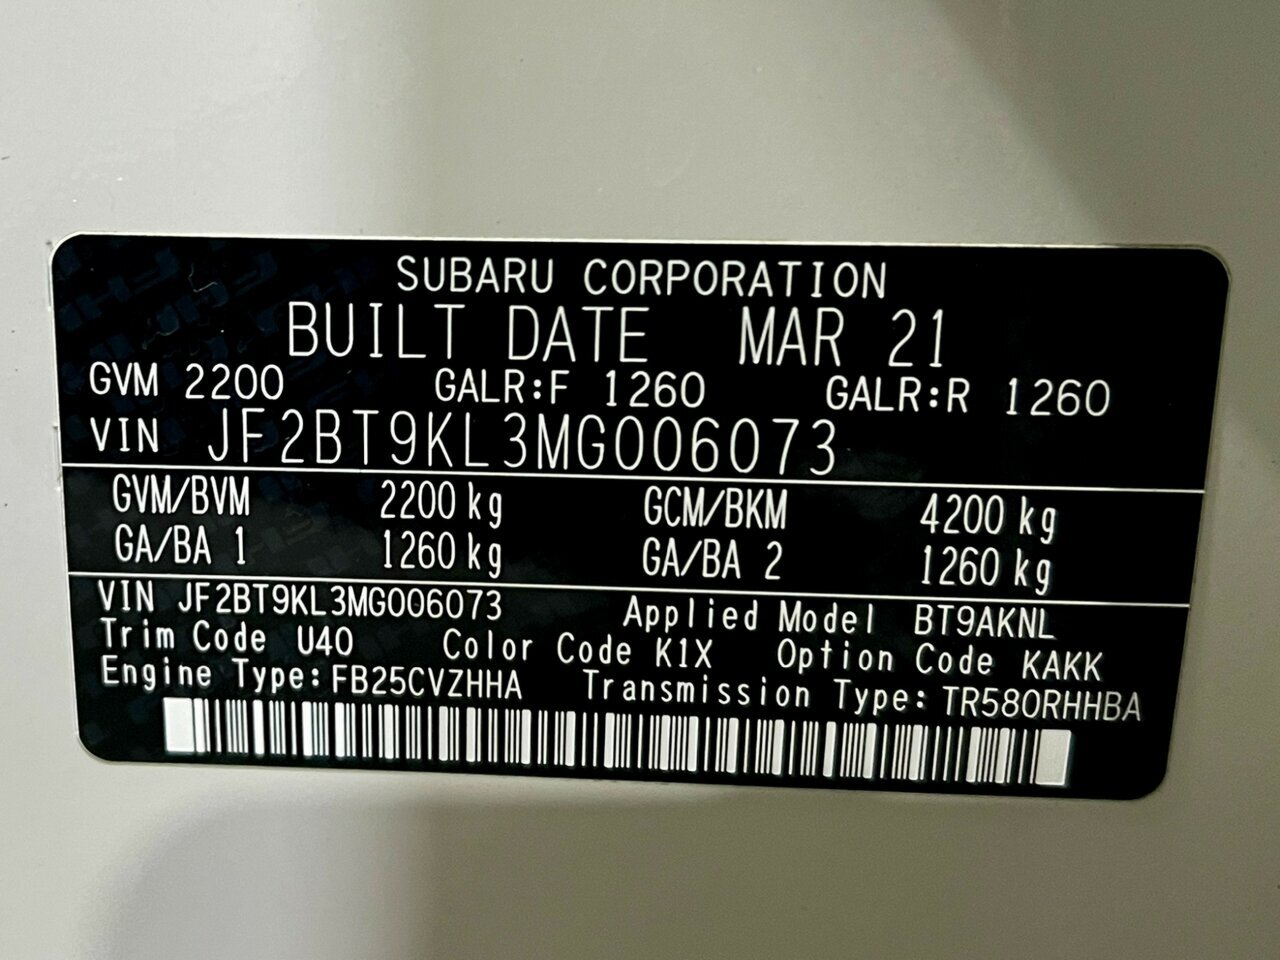 SUBARU CORPORATION
BUILT DATE MAR 21
GVM 2200 GALR:F 1260 GALR:R 1260
VIN JF2BT9KL3MG006073
GVM/BVM 2200 kg GCM/BKM 4200 kg
GA/BA 1 1260 kg GA/BA 2 1260 kg
VIN JF2BT9KL3MG006073 Applied Model BT9AKNL
Trim Code U40 Color Code K1X Option Code KAKK
Engine Type:FB25CVZHHA Transmission Type:TR580RHHBA